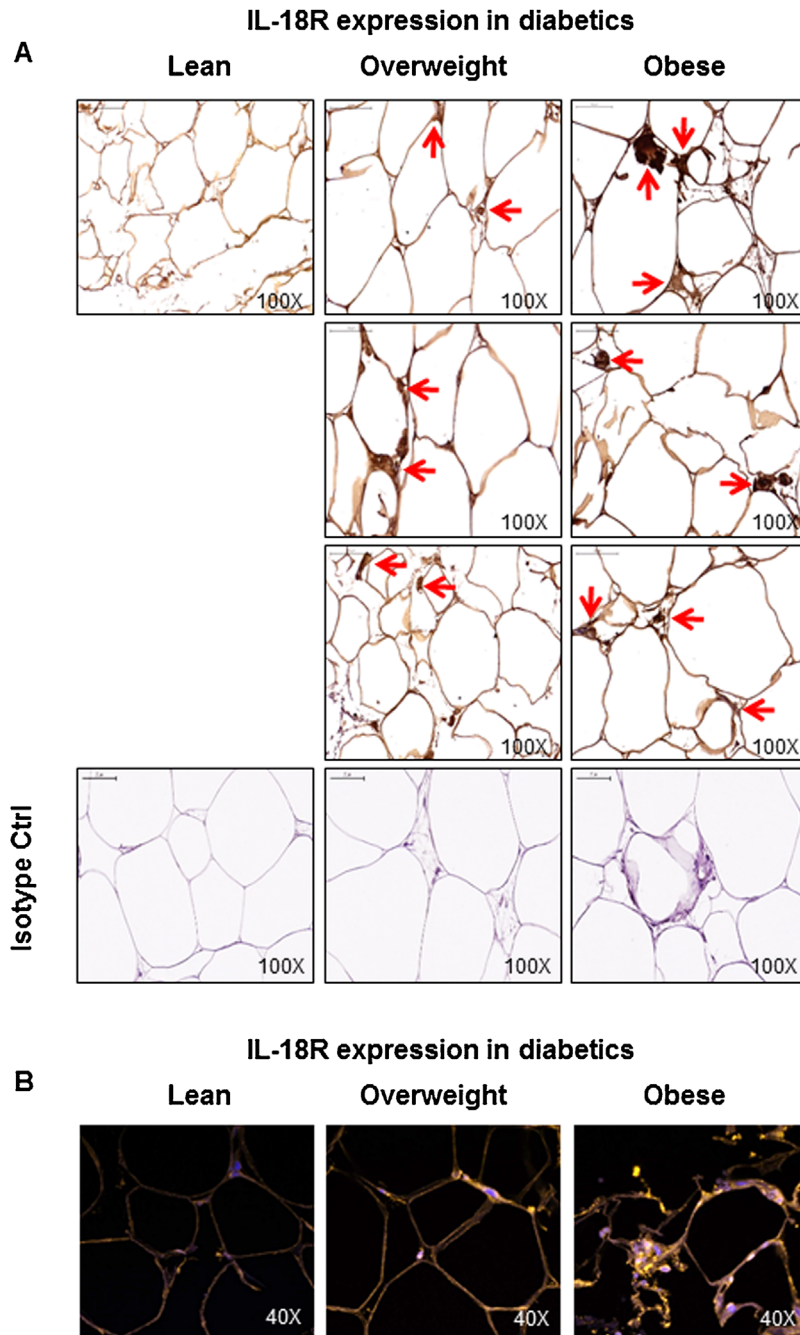 IL-18R expression in diabetics
A
Lean Overweight Obese
100X 100X 100X
100X 100X
100X 100X
Isotype Ctrl
100X 100X 100X
IL-18R expression in diabetics
B
Lean Overweight Obese
40X 40X 40X